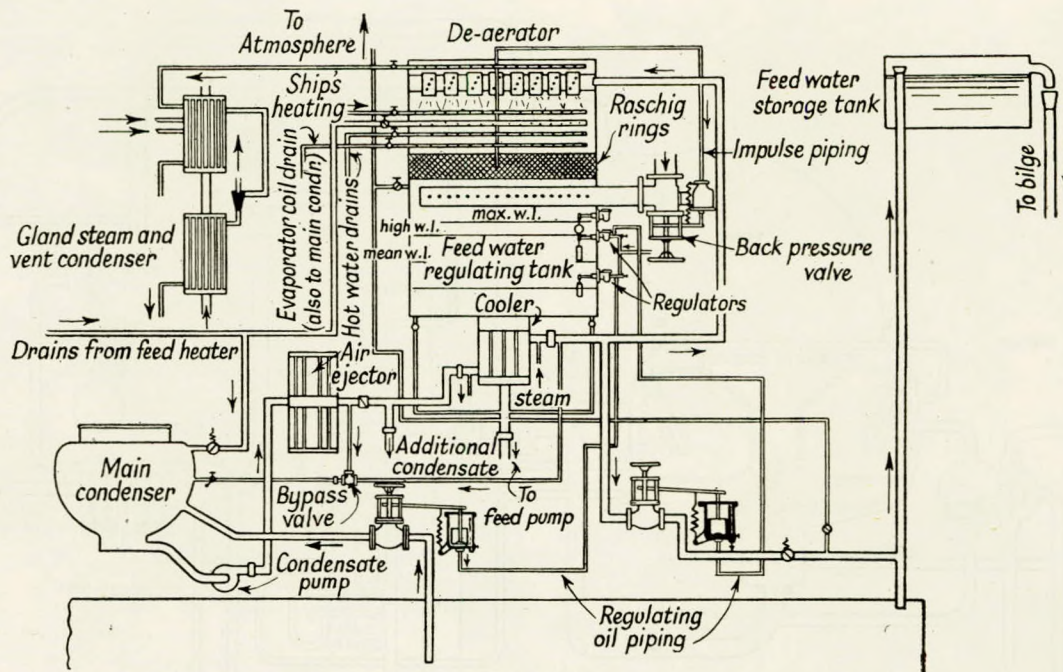 To
Atmosphere
De-aerator
Ship's
heating
Feed water
storage tank
Raschig
rings
Impulse piping
To bilge
Evaporator coil drain
(also to main condr.)
Hot water drains
Gland steam and
vent condenser
max. w.l.
high w.l.
mean w.l.
Feed water
regulating tank
Back pressure
valve
Regulators
Cooler
Drains from feed heater
Air
ejector
steam
Additional
condensate
To
feed pump
Main
condenser
Bypass
valve
Condensate
pump
Regulating
oil piping